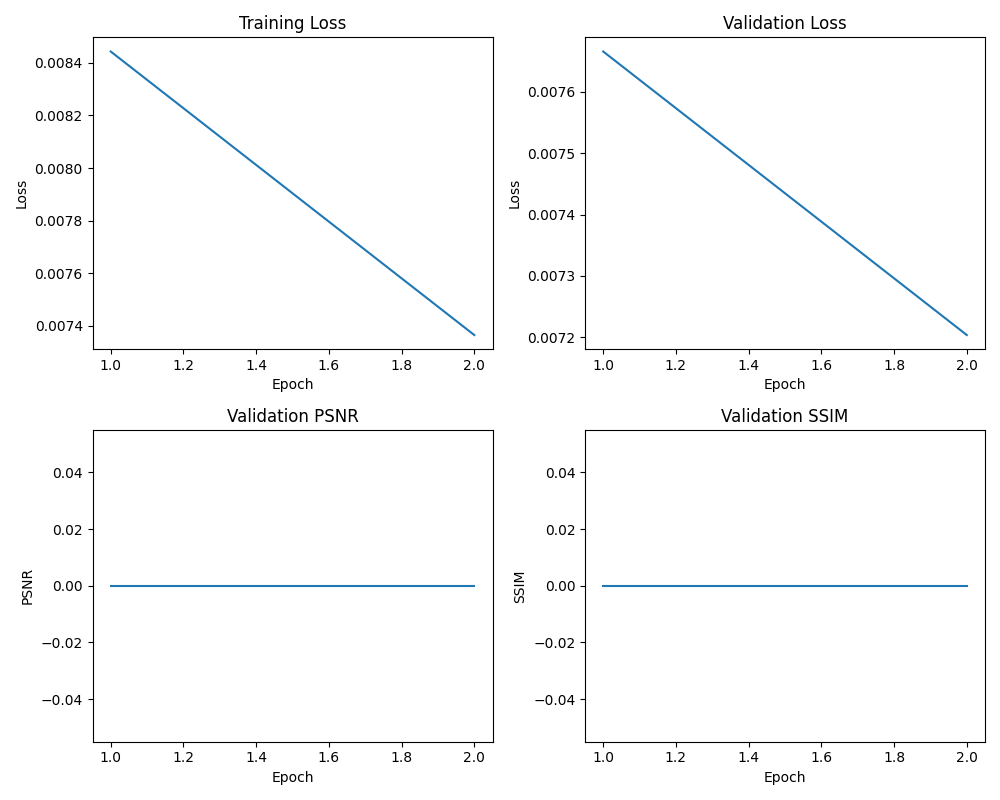 Training Loss
Loss
0.0084
0.0082
0.0080
0.0078
0.0076
0.0074
1.0 1.2 1.4 1.6 1.8 2.0
Epoch
Validation Loss
Loss
0.0076
0.0075
0.0074
0.0073
0.0072
1.0 1.2 1.4 1.6 1.8 2.0
Epoch
Validation PSNR
PSNR
0.04
0.02
0.00
−0.02
−0.04
1.0 1.2 1.4 1.6 1.8 2.0
Epoch
Validation SSIM
SSIM
0.04
0.02
0.00
−0.02
−0.04
1.0 1.2 1.4 1.6 1.8 2.0
Epoch